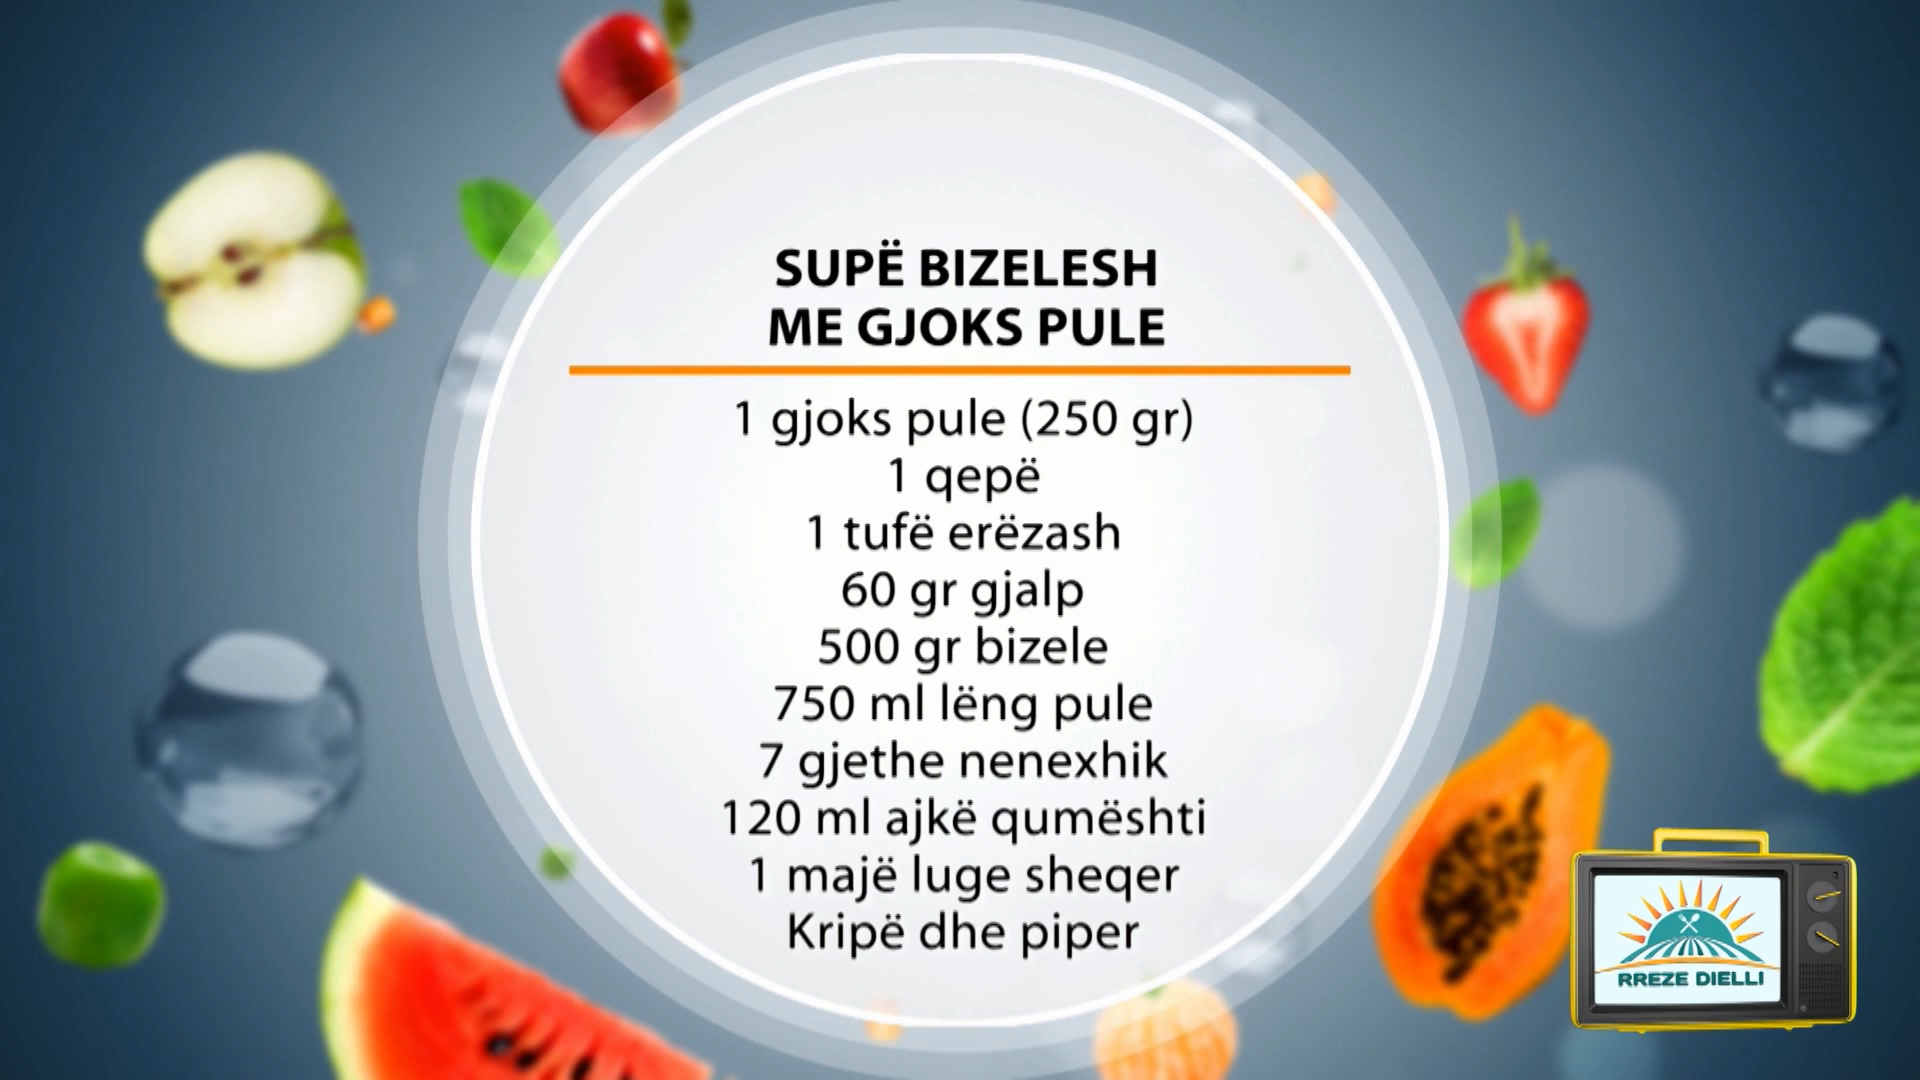 SUPË BIZELESH
ME GJOKS PULE
1 gjoks pule (250 gr)
1 qepë
1 tufë erëzash
60 gr gjalp
500 gr bizele
750 ml lëng pule
7 gjethe nenexhik
120 ml ajkë qumështi
1 majë luge sheqer
Kripë dhe piper
RREZE DIELLI